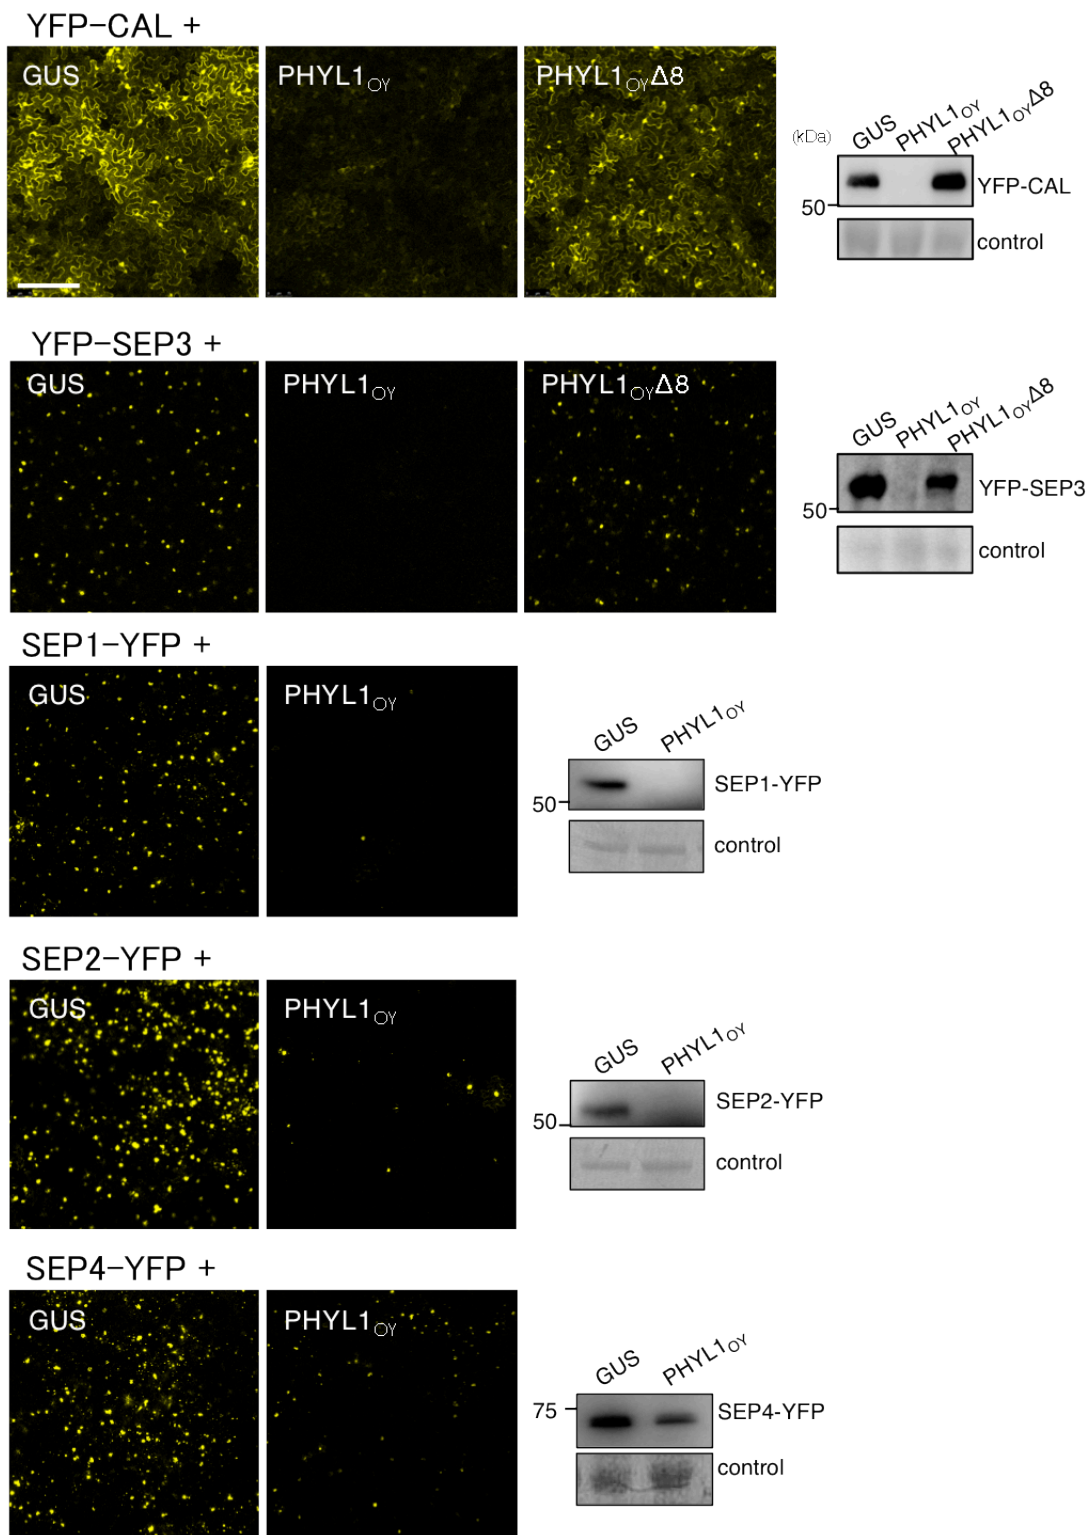 YFP-CAL +
GUS
PHYL1OY
PHYL1OYΔ8
(kDa)
GUS
PHYL1OY
PHYL1OYΔ8
YFP-CAL
50
control
YFP-SEP3 +
GUS
PHYL1OY
PHYL1OYΔ8
GUS
PHYL1OY
PHYL1OYΔ8
YFP-SEP3
50
control
SEP1-YFP +
GUS
PHYL1OY
GUS
PHYL1OY
SEP1-YFP
50
control
SEP2-YFP +
GUS
PHYL1OY
GUS
PHYL1OY
SEP2-YFP
50
control
SEP4-YFP +
GUS
PHYL1OY
GUS
PHYL1OY
75
SEP4-YFP
control